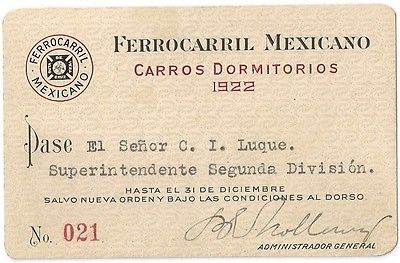 FERROCARRIL MEXICANO
FERROCARRIL MEXICANO
CARROS DORMITORIOS
1922
Pase El Señor C. I. Luque.
Superintendente Segunda División.
HASTA EL 31 DE DICIEMBRE
SALVO NUEVA ORDEN Y BAJO LAS CONDICIONES AL DORSO.
No. 021
ADMINISTRADOR GENERAL